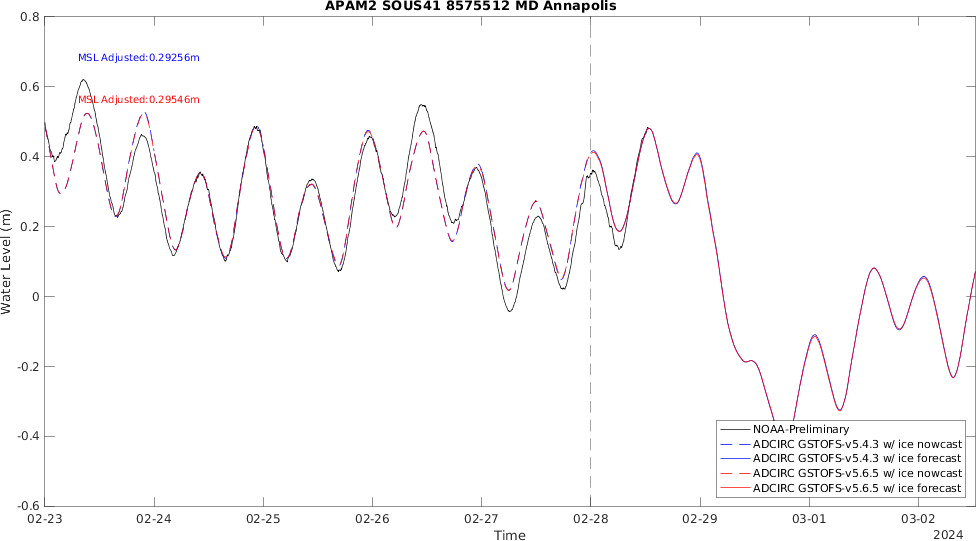 APAM2 SOUS41 8575512 MD Annapolis
0.8
MSL Adjusted:0.29256m
0.6
MSL Adjusted:0.29546m
0.4
0.2
Water Level (m)
0
-0.2
-0.4
-0.6
NOAA-Preliminary
ADCIRC GSTOFS-v5.4.3 w/ ice nowcast
ADCIRC GSTOFS-v5.4.3 w/ ice forecast
ADCIRC GSTOFS-v5.6.5 w/ ice nowcast
ADCIRC GSTOFS-v5.6.5 w/ ice forecast
02-23 02-24 02-25 02-26 02-27 02-28 02-29 03-01 03-02
Time
2024